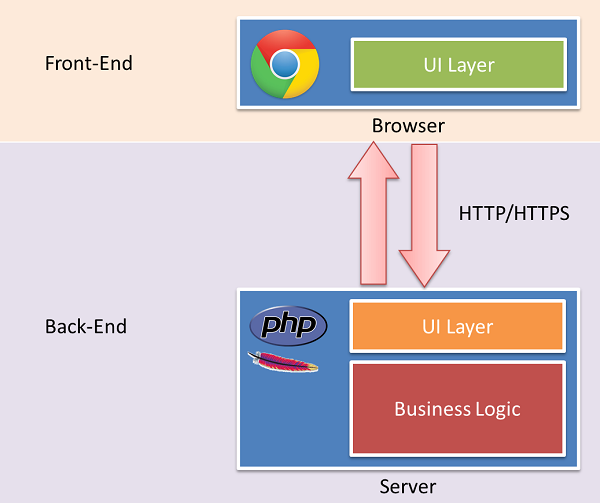 Front-End
UI Layer
Browser
HTTP/HTTPS
Back-End
php
UI Layer
Business Logic
Server